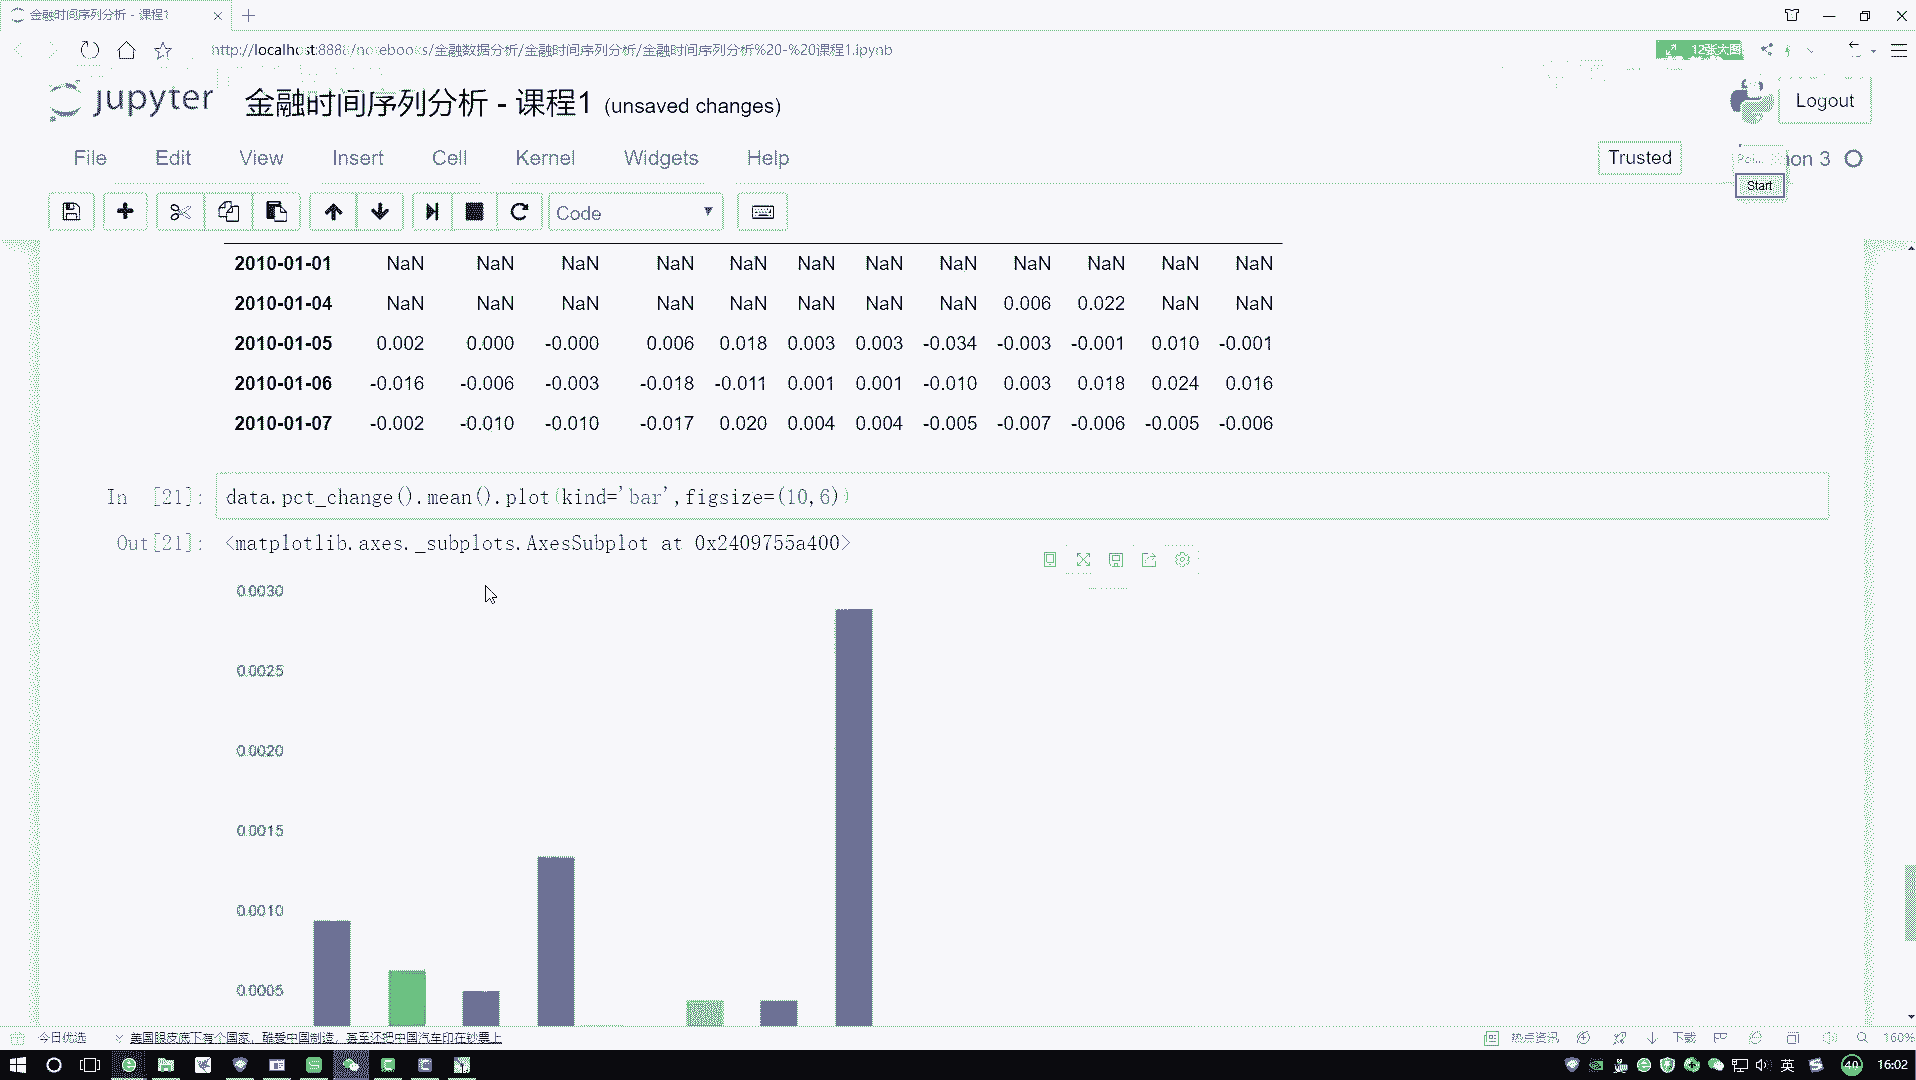 金融时间序列分析 - 课程1
http://localhost:8888/notebooks/金融数据分析/金融时间序列分析/金融时间序列分析%20-%20课程1.ipynb
12张大图
jupyter
金融时间序列分析 - 课程1 (unsaved changes)
Logout
File Edit View Insert Cell Kernel Widgets Help
Trusted
on 3
Start
Code
2010-01-01 NaN NaN NaN NaN NaN NaN NaN NaN NaN NaN NaN NaN
2010-01-04 NaN NaN NaN NaN NaN NaN NaN NaN 0.006 0.022 NaN NaN
2010-01-05 0.002 0.000 -0.000 0.006 0.018 0.003 0.003 -0.034 -0.003 -0.001 0.010 -0.001
2010-01-06 -0.016 -0.006 -0.003 -0.018 -0.011 0.001 0.001 -0.010 0.003 0.018 0.024 0.016
2010-01-07 -0.002 -0.010 -0.010 -0.017 0.020 0.004 0.004 -0.005 -0.007 -0.006 -0.005 -0.006
In [21]: data.pct_change().mean().plot(kind='bar',figsize=(10,6))
Out[21]: <matplotlib.axes._subplots.AxesSubplot at 0x2409755a400>
0.0030
0.0025
0.0020
0.0015
0.0010
0.0005
今日优选
美国眼皮底下有个国家，酷爱中国制造，甚至还把中国汽车印在钞票上
热点资讯
下载
160%
英
40
16:02